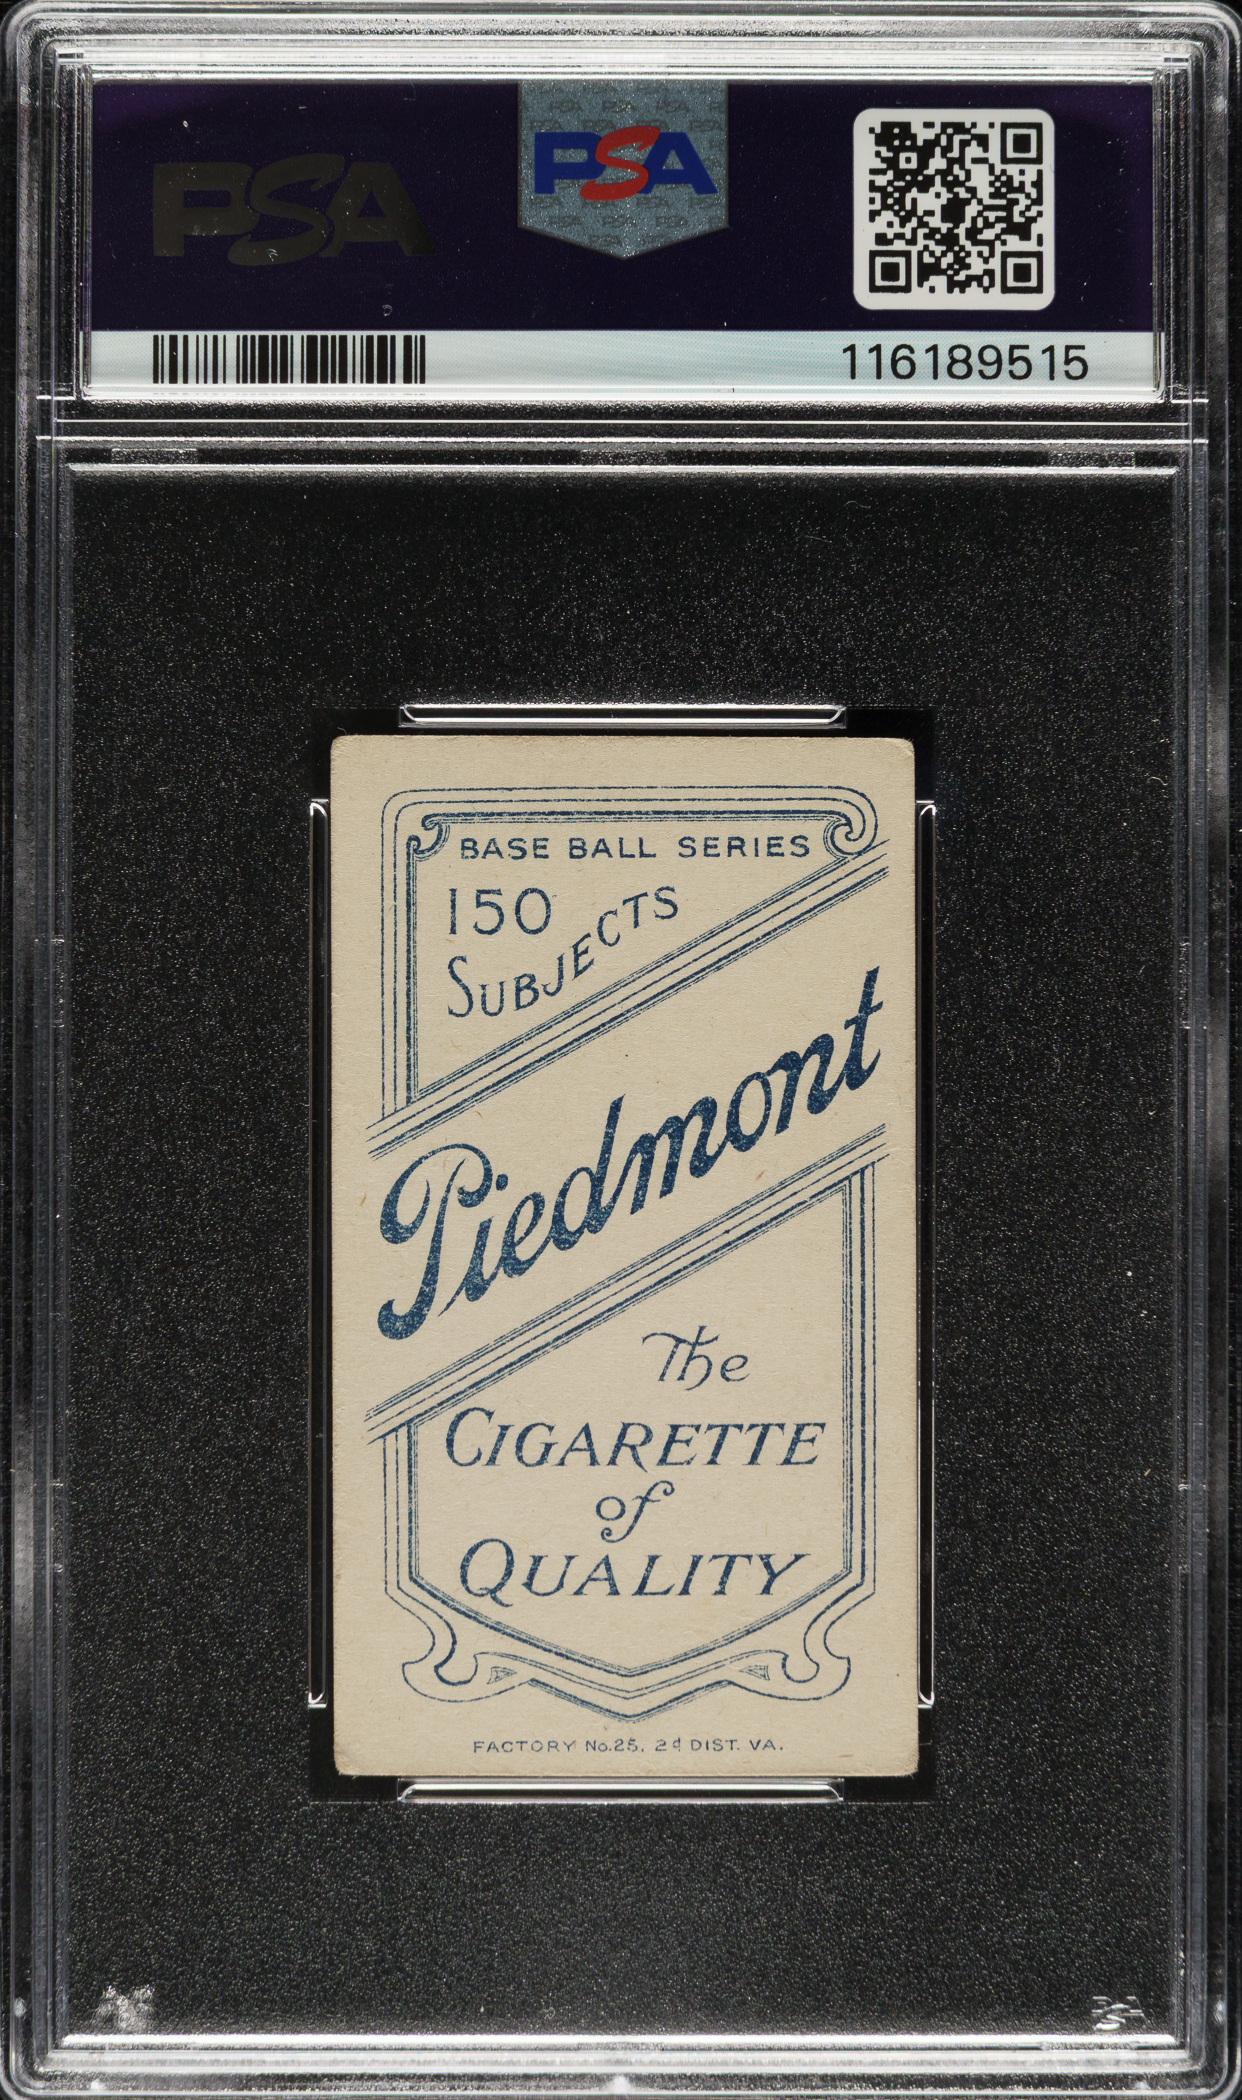 PSA
PSA
116189515
BASE BALL SERIES
150
SUBJECTS
Piedmont
The
CIGARETTE
of
QUALITY
FACTORY No. 25, 2d DIST. VA.
PSA